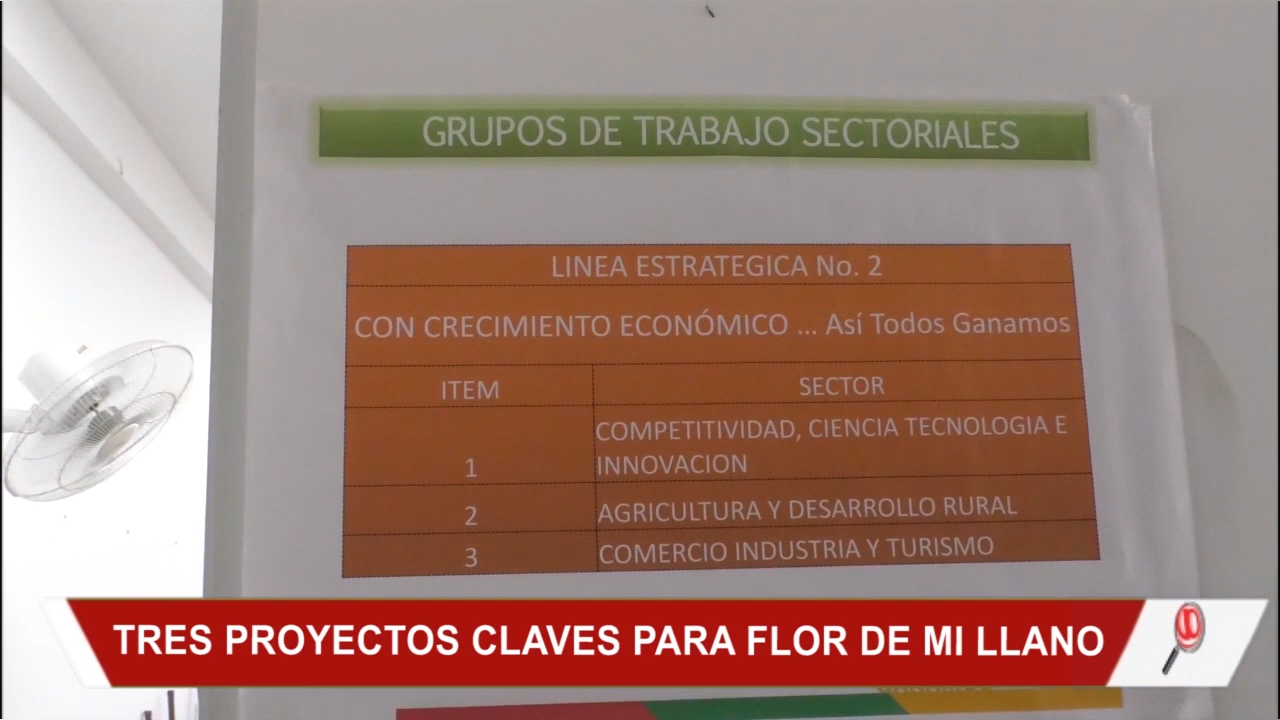 GRUPOS DE TRABAJO SECTORIALES
LINEA ESTRATEGICA No. 2
CON CRECIMIENTO ECONÓMICO ... Así Todos Ganamos
ITEM SECTOR
COMPETITIVIDAD, CIENCIA TECNOLOGIA E
1 INNOVACION
2 AGRICULTURA Y DESARROLLO RURAL
3 COMERCIO INDUSTRIA Y TURISMO
TRES PROYECTOS CLAVES PARA FLOR DE MI LLANO